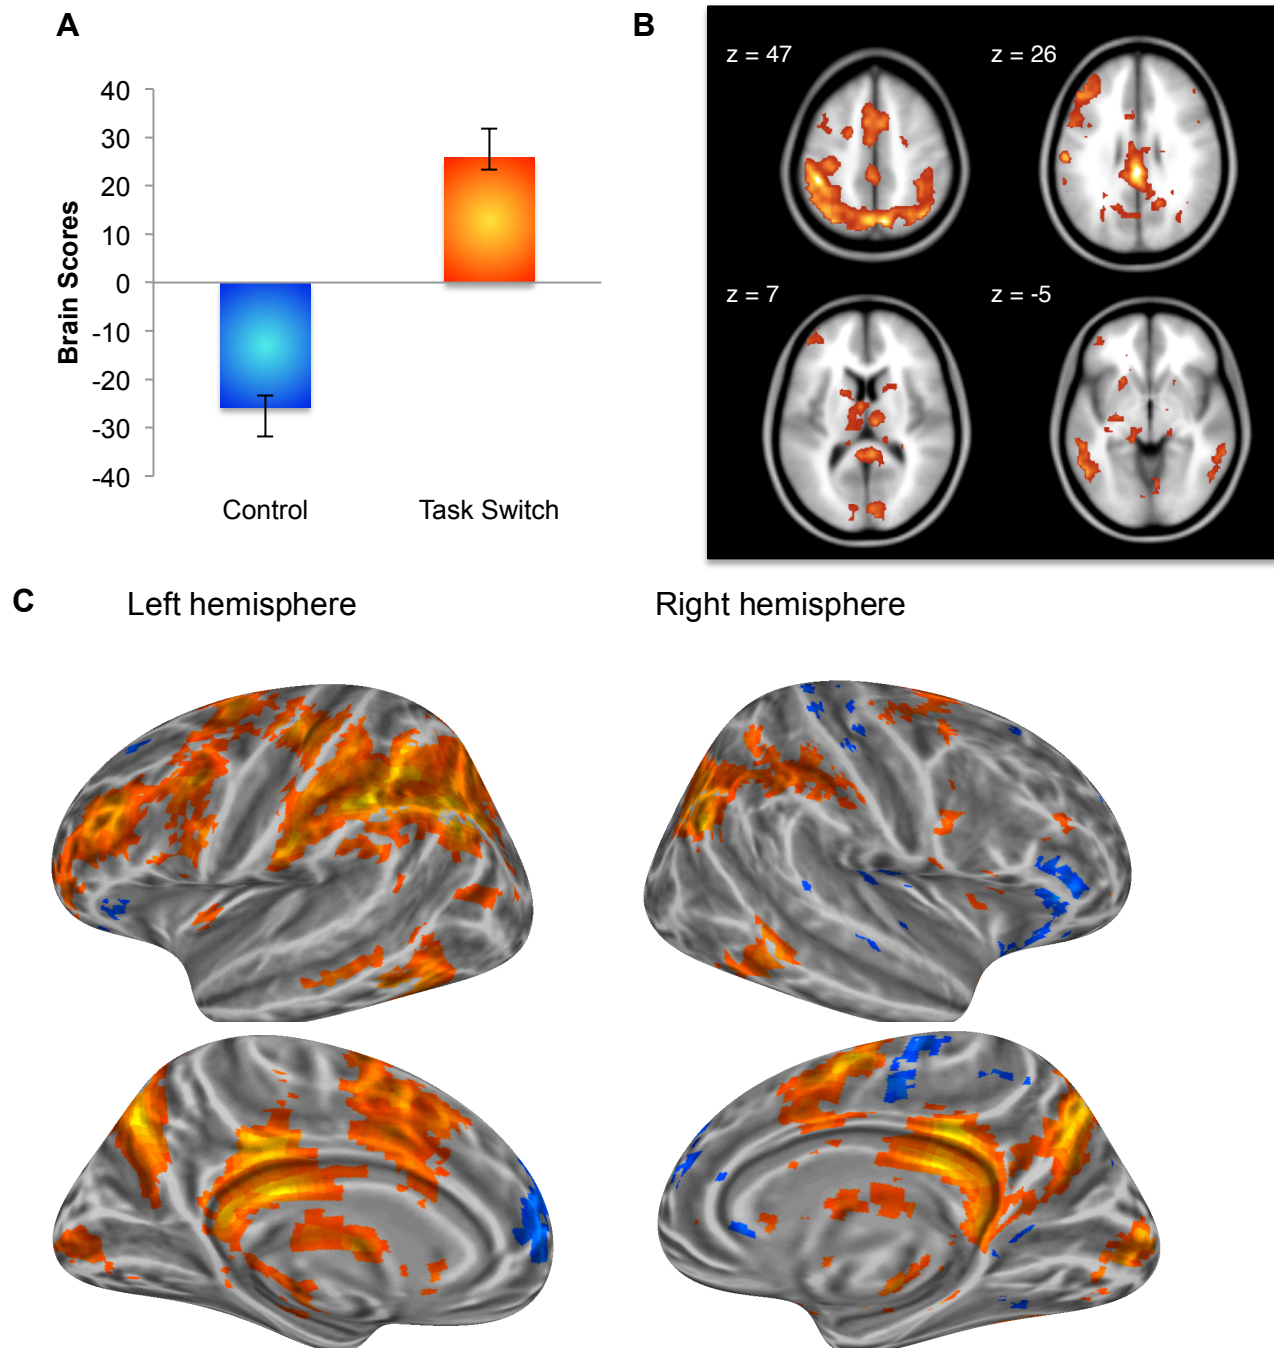 A
40
30
20
10
0
-10
-20
-30
-40
Brain Scores
Control
Task Switch
B
z = 47
z = 26
z = 7
z = -5
C
Left hemisphere
Right hemisphere